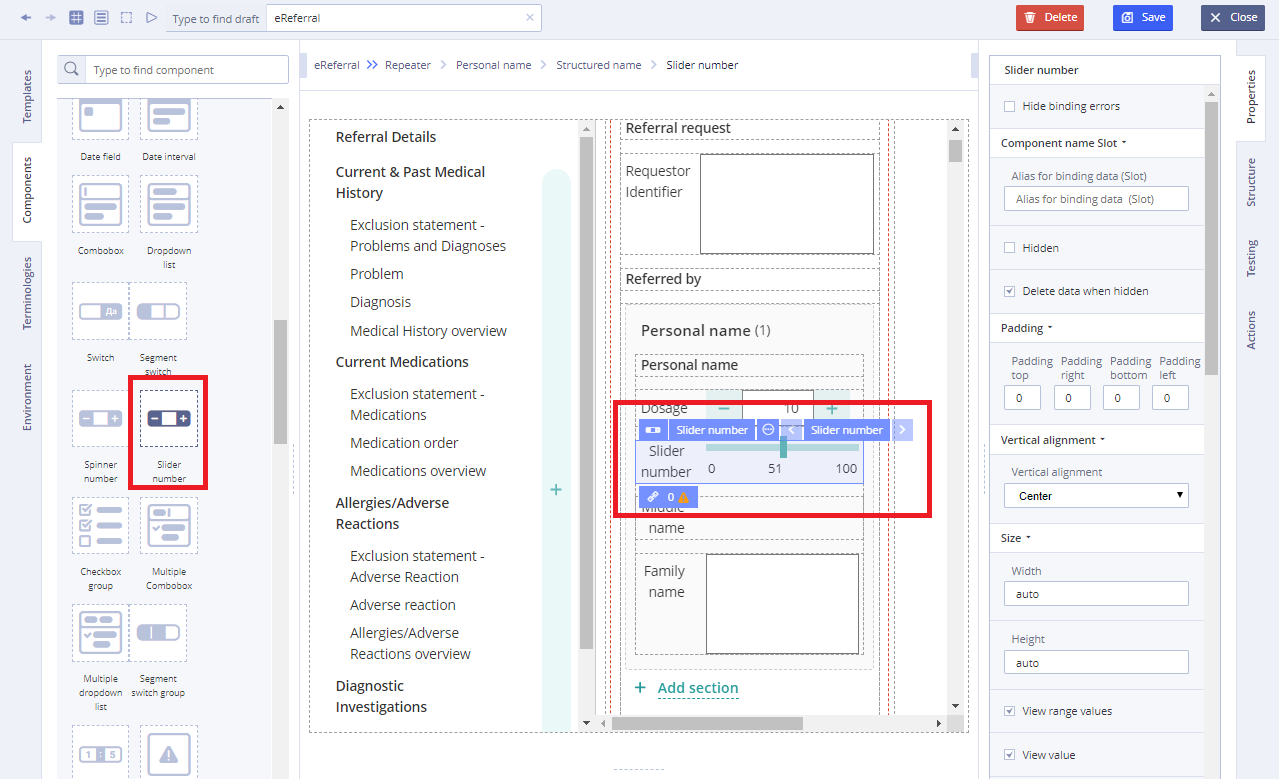 Type to find draft
eReferral
Delete
Save
Close
Templates
Components
Terminologies
Environment
Type to find component
Date field
Date interval
Combobox
Dropdown
list
Да
Switch
Segment
switch
Spinner
number
Slider
number
Checkbox
group
Multiple
Combobox
Multiple
dropdown
list
Segment
switch group
1 : 5
eReferral
Repeater
Personal name
Structured name
Slider number
Referral Details
Current & Past Medical
History
Exclusion statement -
Problems and Diagnoses
Problem
Diagnosis
Medical History overview
Current Medications
Exclusion statement -
Medications
Medication order
Medications overview
Allergies/Adverse
Reactions
Exclusion statement -
Adverse Reaction
Adverse reaction
Allergies/Adverse
Reactions overview
Diagnostic
Investigations
Referral request
Requestor
Identifier
Referred by
Personal name (1)
Personal name
Dosage
10
Slider number
Slider number
Slider
number
0
51
100
0
Middle
name
Family
name
+ Add section
Slider number
Hide binding errors
Component name Slot
Alias for binding data (Slot)
Alias for binding data (Slot)
Hidden
Delete data when hidden
Padding
Padding
top
Padding
right
Padding
bottom
Padding
left
0
0
0
0
Vertical alignment
Vertical alignment
Center
Size
Width
auto
Height
auto
View range values
View value
Properties
Structure
Testing
Actions